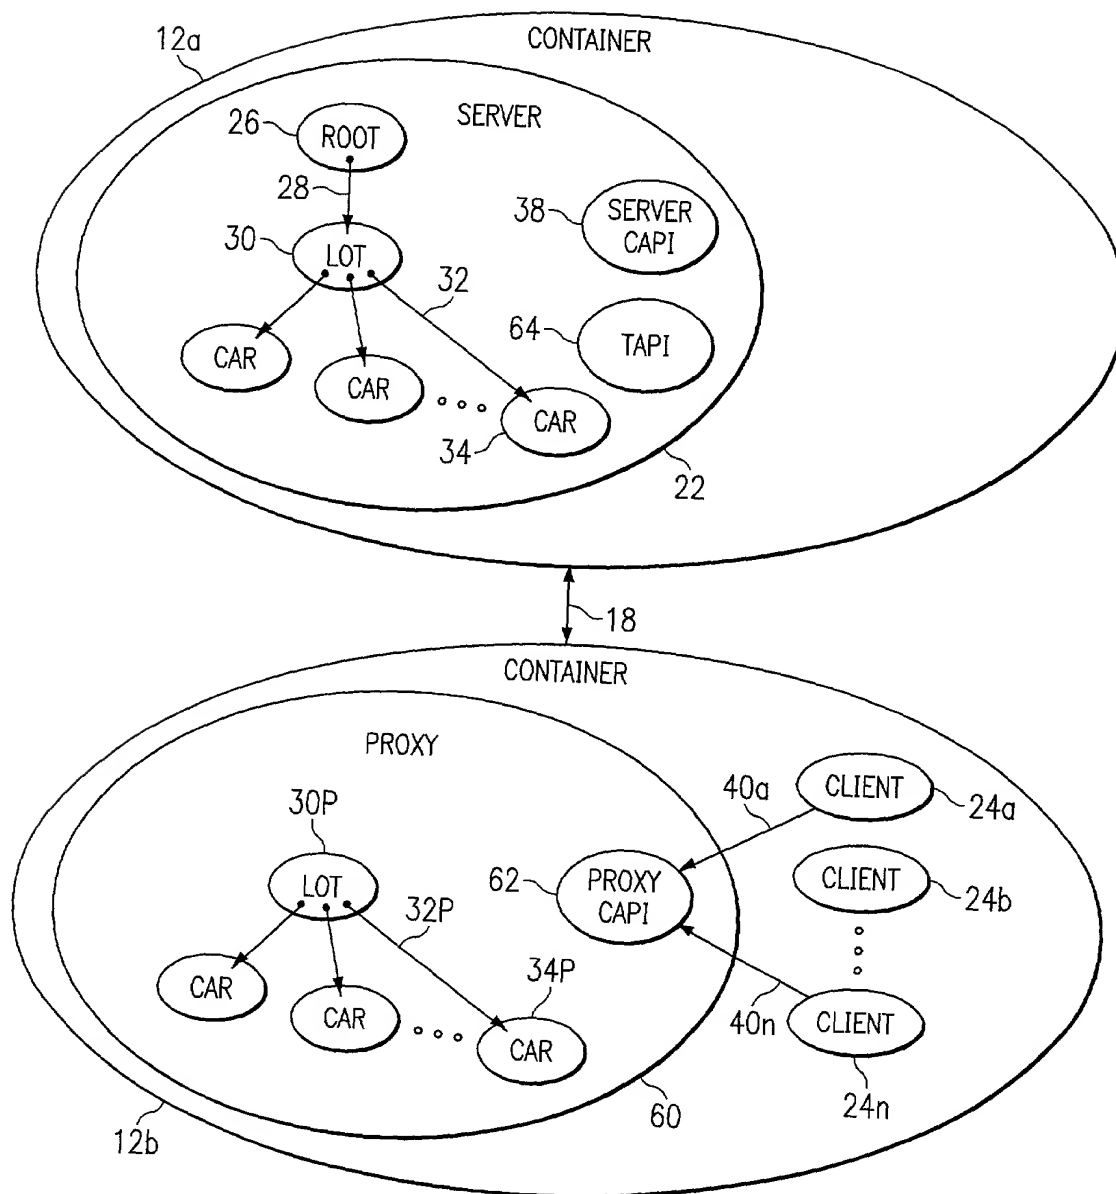 12a
CONTAINER
SERVER
26
ROOT
28
38
SERVER
CAPI
30
LOT
32
64
TAPI
CAR
CAR
CAR
34
22
18
CONTAINER
PROXY
30P
LOT
40a
CLIENT
24a
62
PROXY
CAPI
CLIENT
24b
32P
34P
CAR
CAR
CAR
40n
CLIENT
24n
60
12b